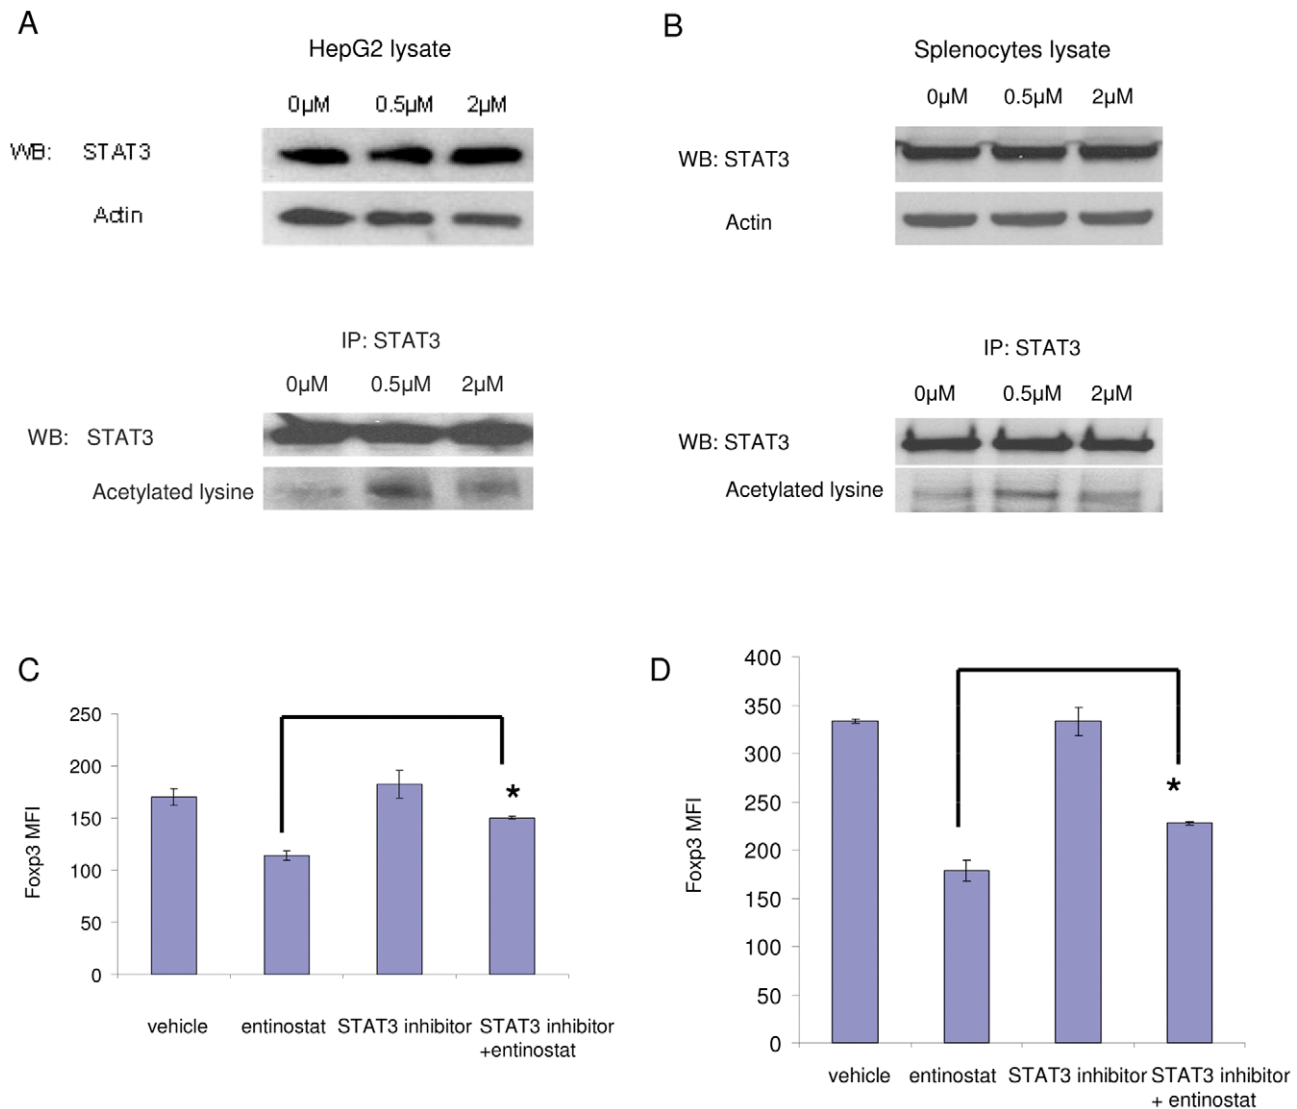 A
HepG2 lysate
0µM 0.5µM 2µM
WB: STAT3
Actin
IP: STAT3
0µM 0.5µM 2µM
WB: STAT3
Acetylated lysine
B
Splenocytes lysate
0µM 0.5µM 2µM
WB: STAT3
Actin
IP: STAT3
0µM 0.5µM 2µM
WB: STAT3
Acetylated lysine
C
Foxp3 MFI
250
200
150
100
50
0
*
vehicle entinostat STAT3 inhibitor STAT3 inhibitor
+entinostat
D
Foxp3 MFI
400
350
300
250
200
150
100
50
0
*
vehicle entinostat STAT3 inhibitor STAT3 inhibitor
+ entinostat